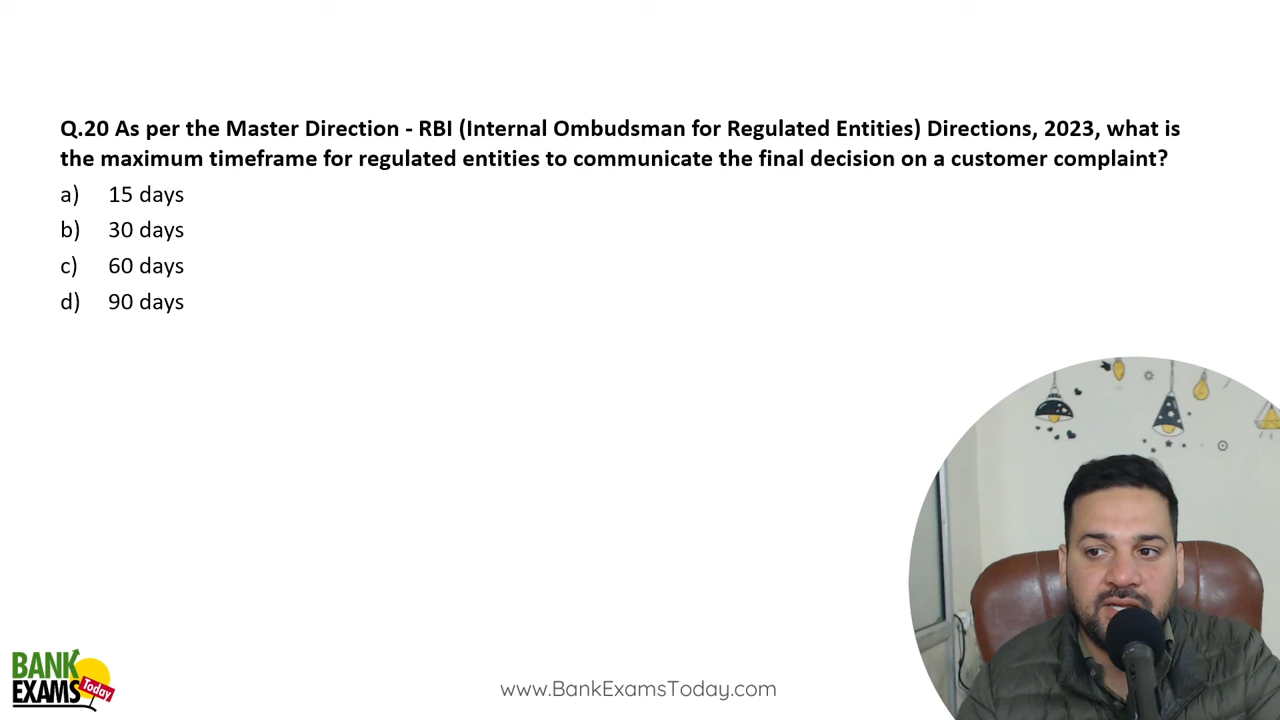 Q.20 As per the Master Direction - RBI (Internal Ombudsman for Regulated Entities) Directions, 2023, what is
the maximum timeframe for regulated entities to communicate the final decision on a customer complaint?
a) 15 days
b) 30 days
c) 60 days
d) 90 days
BANK
EXAMS
Today
www.BankExamsToday.com